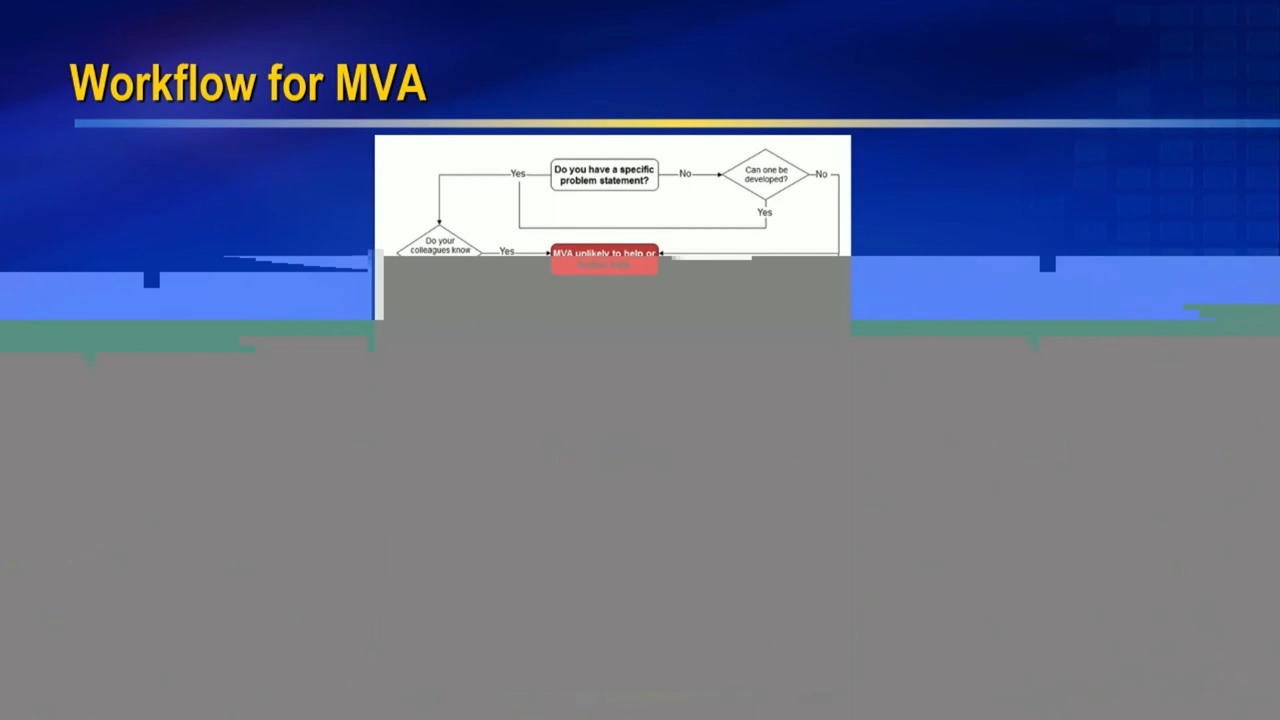 Workflow for MVA
Yes
Do you have a specific
problem statement?
No
Can one be
developed?
No
Yes
Do your
colleagues know
Yes
MVA unlikely to help or